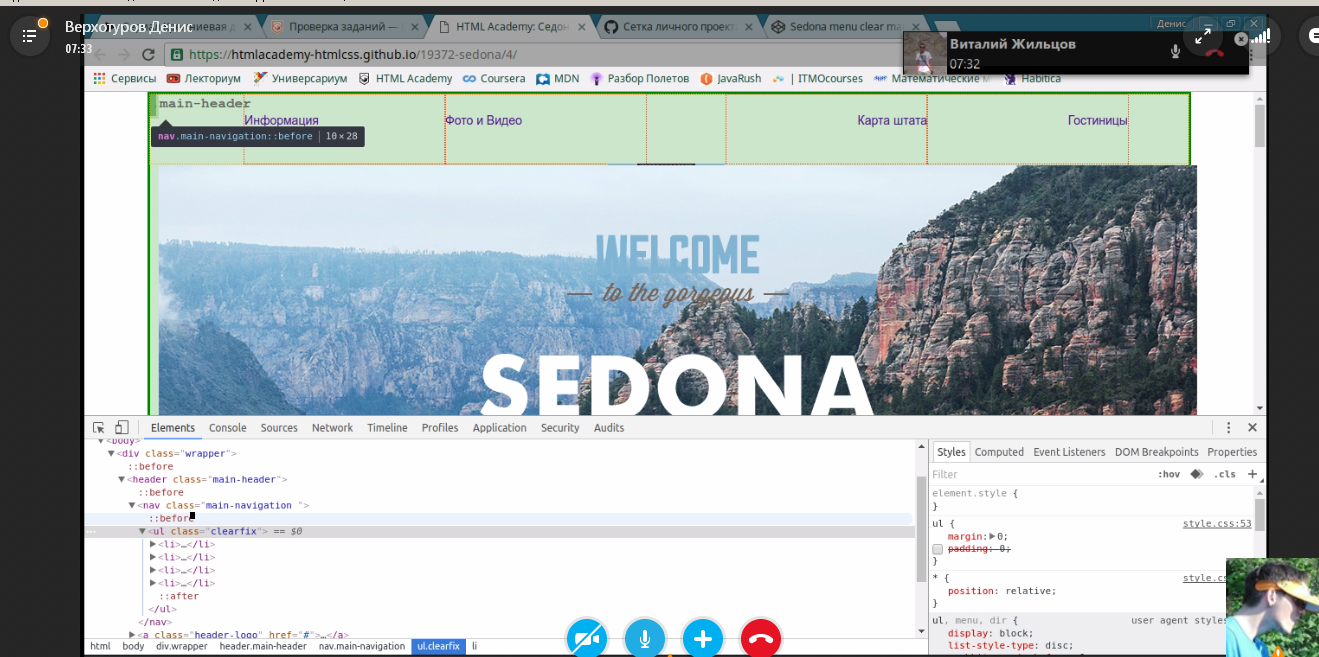 Верхотуров Денис
07:33
Проверка заданий —
HTML Academy: Седон
Сетка личного проект
Sedona menu clear ma
Денис
https://htmlacademy-htmlcss.github.io/19372-sedona/4/
Виталий Жильцов
07:32
Сервисы
Лекториум
Универсариум
HTML Academy
Coursera
MDN
Разбор Полетов
JavaRush
| ITMOcourses
Математические
Habitica
.main-header
Информация
Фото и Видео
Карта штата
Гостиницы
nav.main-navigation::before | 10×28
WELCOME
to the gorgeous
SEDONA
Elements Console Sources Network Timeline Profiles Application Security Audits
<body>
<div class="wrapper">
::before
<header class="main-header">
::before
<nav class="main-navigation ">
::before
<ul class="clearfix"> == $0
<li>…</li>
<li>…</li>
<li>…</li>
<li>…</li>
::after
</ul>
</nav>
<a class="header-logo" href="#">…</a>
html body div.wrapper header.main-header nav.main-navigation ul.clearfix li
Styles Computed Event Listeners DOM Breakpoints Properties
Filter :hov .cls +
element.style {
}
ul { style.css:53
margin: 0;
padding: 0;
}
* {
position: relative;
}
ul, menu, dir { user agent styles
display: block;
list-style-type: disc;